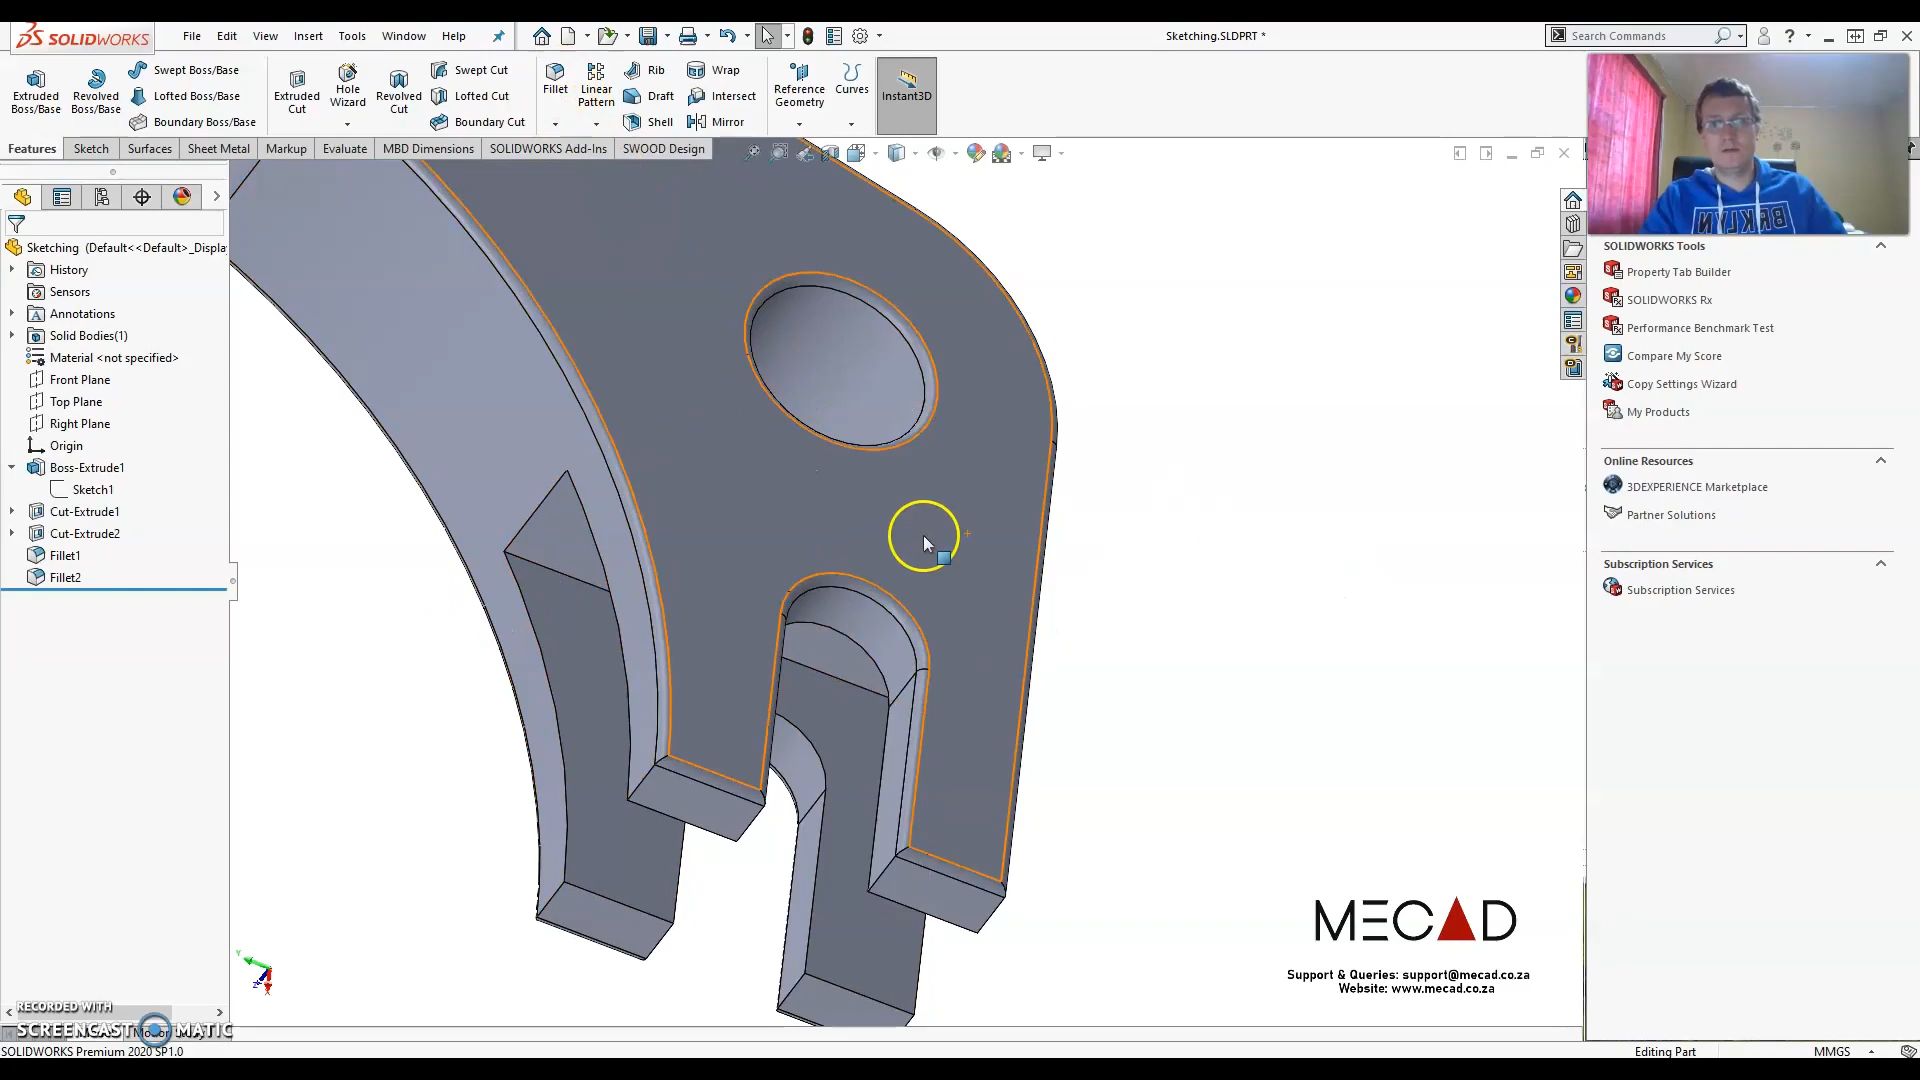 SOLIDWORKS
File Edit View Insert Tools Window Help
Sketching.SLDPRT *
Search Commands
Extruded Boss/Base
Revolved Boss/Base
Swept Boss/Base
Lofted Boss/Base
Boundary Boss/Base
Extruded Cut
Hole Wizard
Revolved Cut
Swept Cut
Lofted Cut
Boundary Cut
Fillet
Linear Pattern
Rib
Draft
Shell
Wrap
Intersect
Mirror
Reference Geometry
Curves
Instant3D
Features Sketch Surfaces Sheet Metal Markup Evaluate MBD Dimensions SOLIDWORKS Add-Ins SWOOD Design
Sketching (Default<<Default>_Displa
History
Sensors
Annotations
Solid Bodies(1)
Material <not specified>
Front Plane
Top Plane
Right Plane
Origin
Boss-Extrude1
Sketch1
Cut-Extrude1
Cut-Extrude2
Fillet1
Fillet2
SOLIDWORKS Tools
Property Tab Builder
SOLIDWORKS Rx
Performance Benchmark Test
Compare My Score
Copy Settings Wizard
My Products
Online Resources
3DEXPERIENCE Marketplace
Partner Solutions
Subscription Services
Subscription Services
MECAD
Support & Queries: support@mecad.co.za
Website: www.mecad.co.za
RECORDED WITH
SCREENCAST MATIC
SOLIDWORKS Premium 2020 SP1.0
Editing Part
MMGS